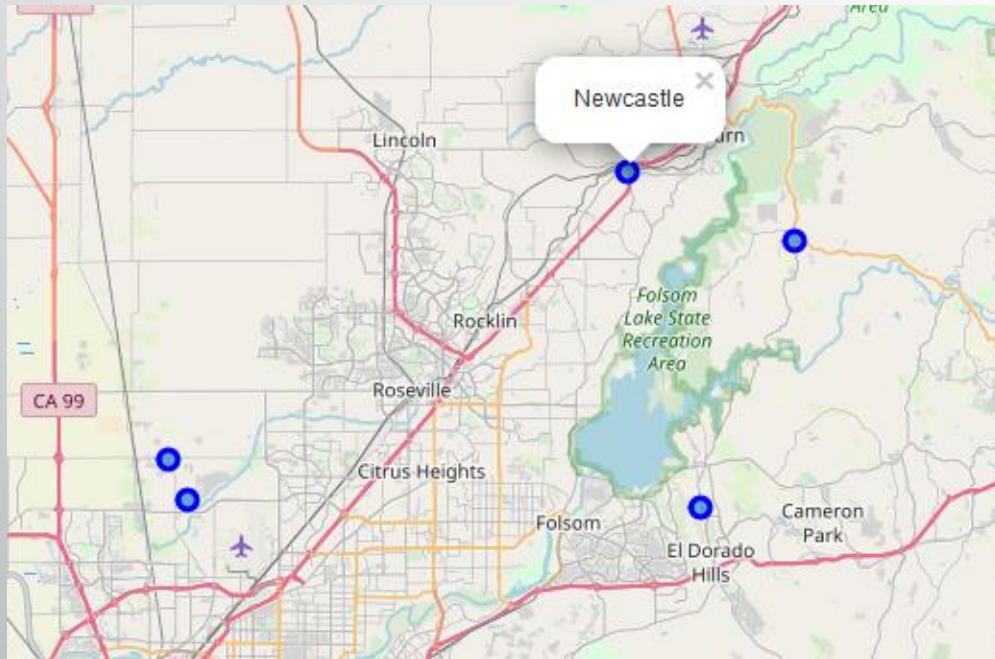 Area
×
Newcastle
Lincoln
urn
Folsom
Lake State
Recreation
Area
Rocklin
Roseville
CA 99
Citrus Heights
Folsom
Cameron
Park
El Dorado
Hills